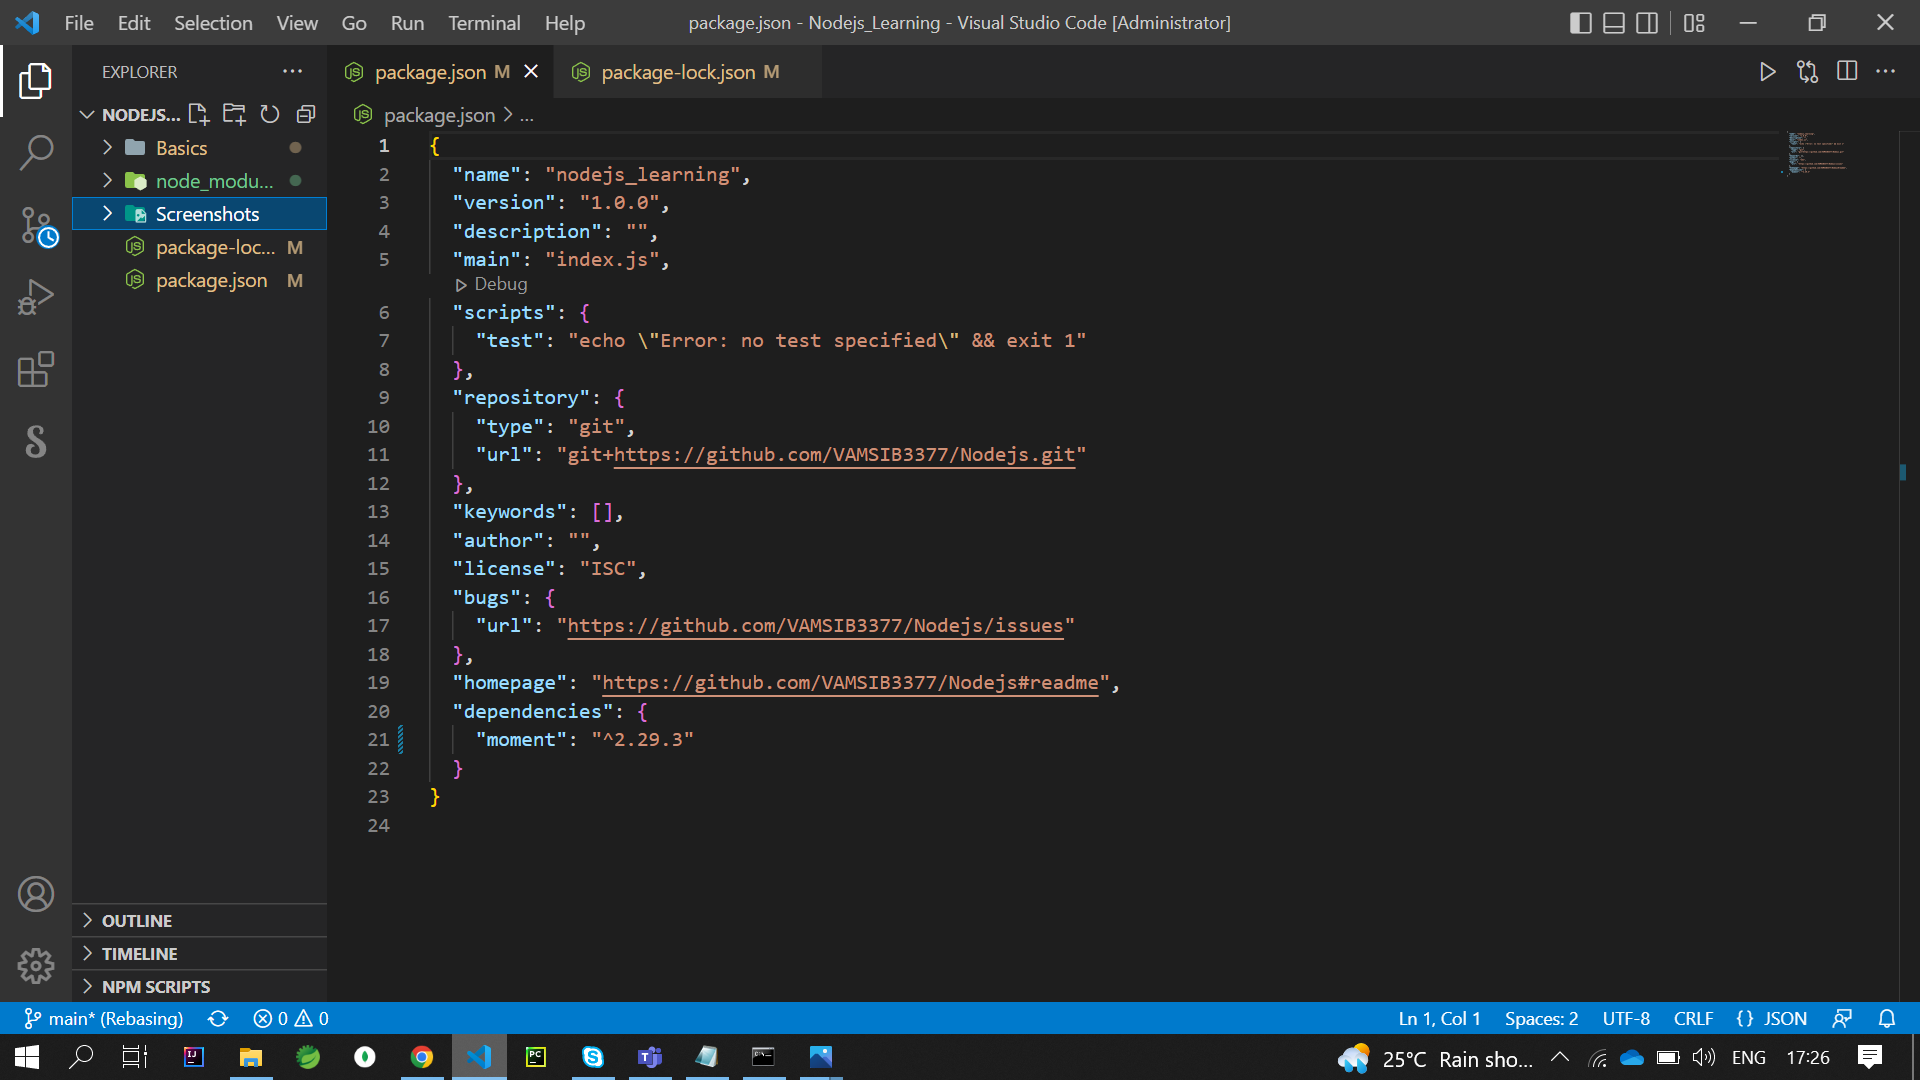 File Edit Selection View Go Run Terminal Help
package.json - Nodejs_Learning - Visual Studio Code [Administrator]
EXPLORER
NODEJS...
Basics
node_modu...
Screenshots
package-loc... M
package.json M
OUTLINE
TIMELINE
NPM SCRIPTS
package.json M
package-lock.json M
package.json > ...
1 {
2 "name": "nodejs_learning",
3 "version": "1.0.0",
4 "description": "",
5 "main": "index.js",
Debug
6 "scripts": {
7 "test": "echo \"Error: no test specified\" && exit 1"
8 },
9 "repository": {
10 "type": "git",
11 "url": "git+https://github.com/VAMSIB3377/Nodejs.git"
12 },
13 "keywords": [],
14 "author": "",
15 "license": "ISC",
16 "bugs": {
17 "url": "https://github.com/VAMSIB3377/Nodejs/issues"
18 },
19 "homepage": "https://github.com/VAMSIB3377/Nodejs#readme",
20 "dependencies": {
21 "moment": "^2.29.3"
22 }
23 }
24
main* (Rebasing) 0 0
Ln 1, Col 1 Spaces: 2 UTF-8 CRLF {} JSON
25°C Rain sho... ENG 17:26